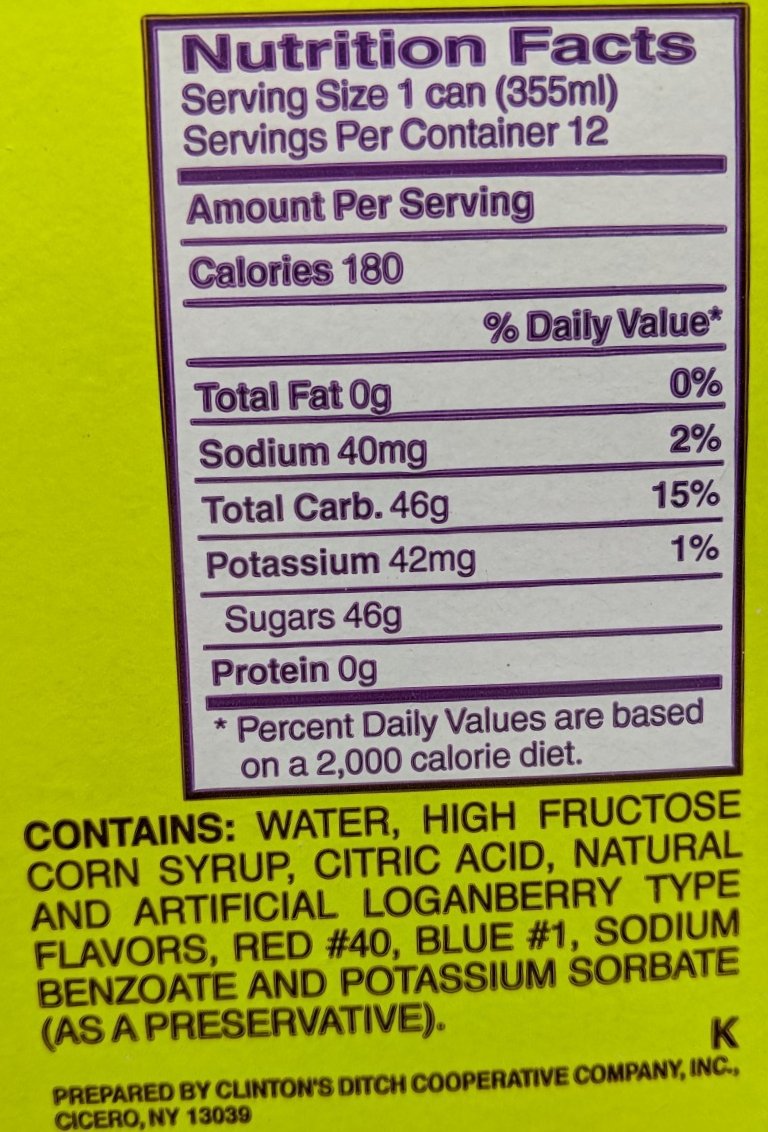 Nutrition Facts
Serving Size 1 can (355ml)
Servings Per Container 12
Amount Per Serving
Calories 180
% Daily Value*
Total Fat 0g 0%
Sodium 40mg 2%
Total Carb. 46g 15%
Potassium 42mg 1%
Sugars 46g
Protein 0g
* Percent Daily Values are based
on a 2,000 calorie diet.
CONTAINS: WATER, HIGH FRUCTOSE
CORN SYRUP, CITRIC ACID, NATURAL
AND ARTIFICIAL LOGANBERRY TYPE
FLAVORS, RED #40, BLUE #1, SODIUM
BENZOATE AND POTASSIUM SORBATE
(AS A PRESERVATIVE).
K
PREPARED BY CLINTON'S DITCH COOPERATIVE COMPANY, INC.,
CICERO, NY 13039